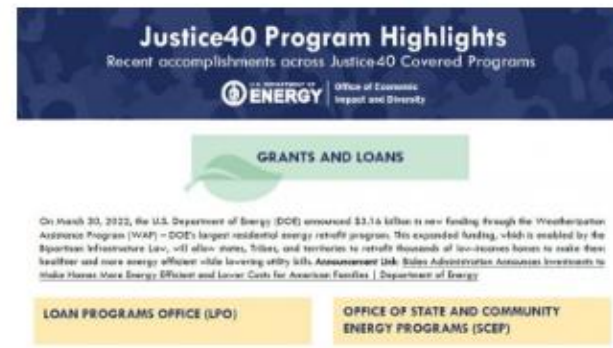 Justice40 Program Highlights
Recent accomplishments across Justice40 Covered Programs
U.S. DEPARTMENT OF
ENERGY
Office of Economic
Impact and Diversity
GRANTS AND LOANS
On March 30, 2022, the U.S. Department of Energy (DOE) announced $3.16 billion in new funding through the Weatherization
Assistance Program (WAP) – DOE's largest residential energy retrofit program. This expanded funding, which is enabled by the
Bipartisan Infrastructure Law, will allow states, Tribes, and territories to retrofit thousands of low-incomes homes to make them
healthier and more energy efficient while lowering utility bills. Announcement Link: Biden Administration Announces Investments to
Make Homes More Energy Efficient and Lower Costs for American Families | Department of Energy
LOAN PROGRAMS OFFICE (LPO)
OFFICE OF STATE AND COMMUNITY
ENERGY PROGRAMS (SCEP)